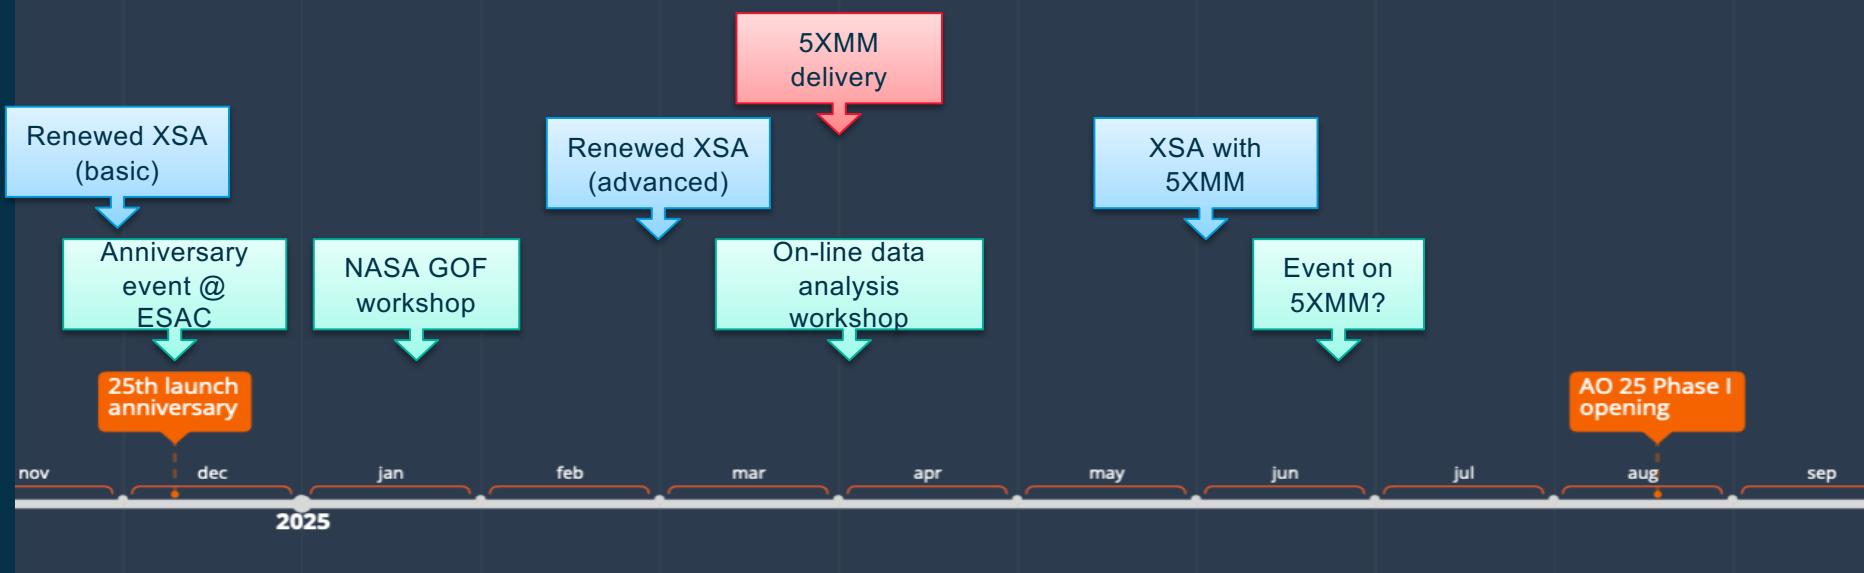 5XMM
delivery
Renewed XSA
(basic)
Renewed XSA
(advanced)
XSA with
5XMM
Anniversary
event @
ESAC
NASA GOF
workshop
On-line data
analysis
workshop
Event on
5XMM?
25th launch
anniversary
AO 25 Phase I
opening
nov
dec
jan
feb
mar
apr
may
jun
jul
aug
sep
2025